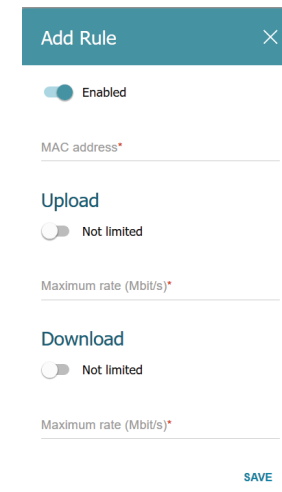 Add Rule
Enabled
MAC address*
Upload
Not limited
Maximum rate (Mbit/s)*
Download
Not limited
Maximum rate (Mbit/s)*
SAVE